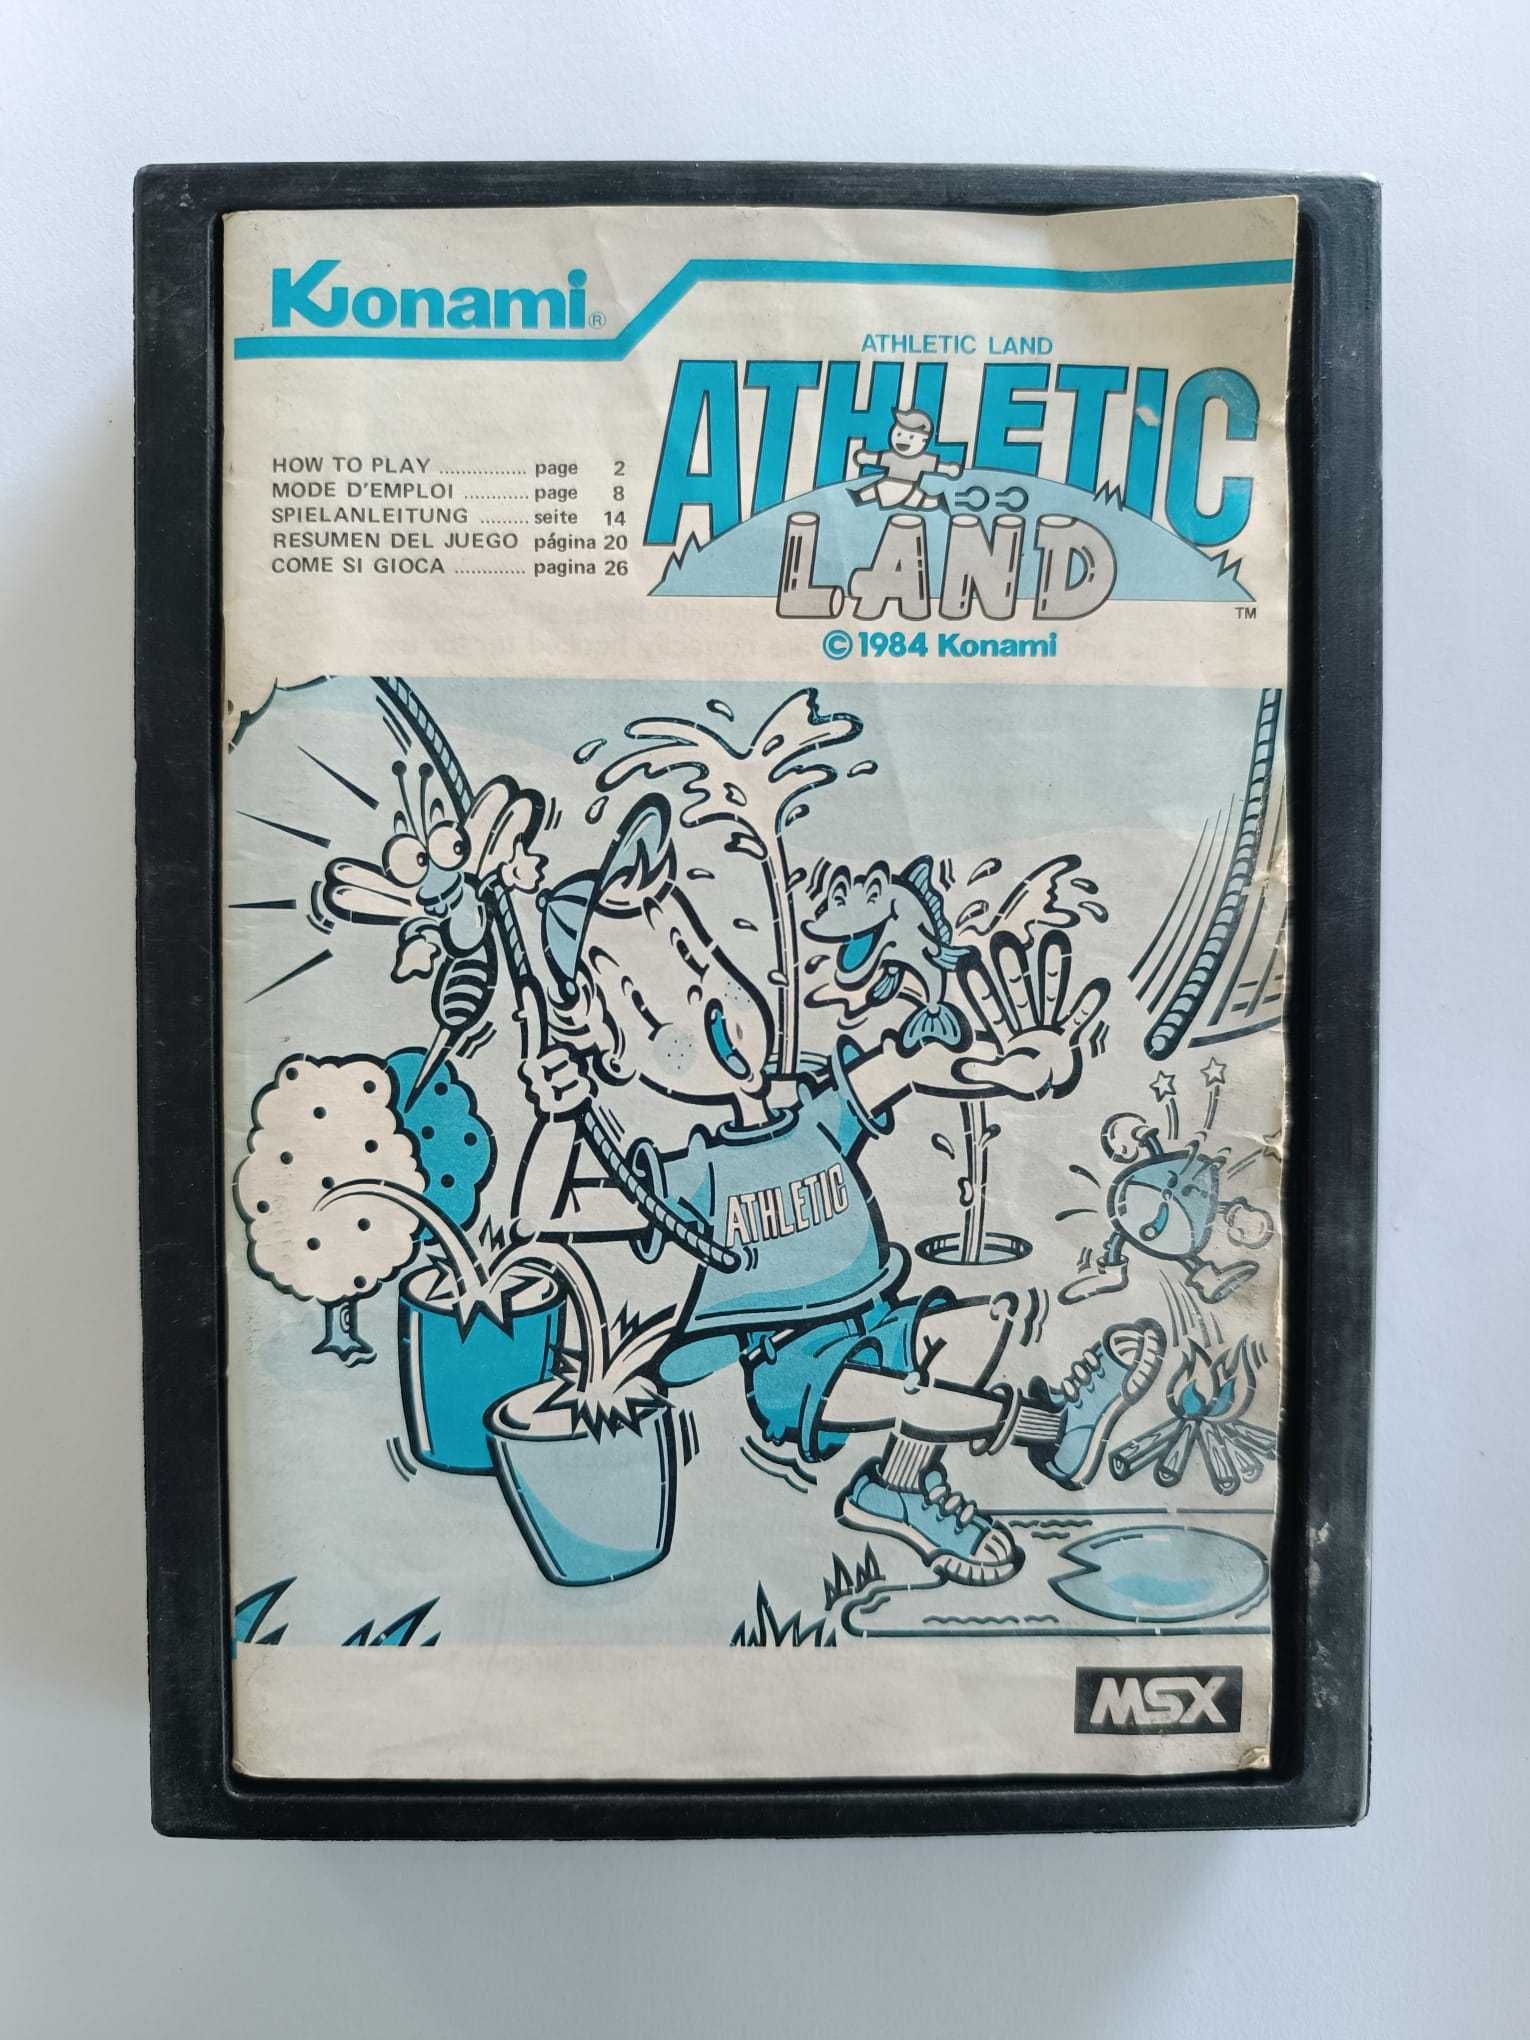 Konami®
ATHLETIC LAND
ATHLETIC
LAND
TM
©1984 Konami
HOW TO PLAY ................ page 2
MODE D'EMPLOI ............ page 8
SPIELANLEITUNG ......... seite 14
RESUMEN DEL JUEGO página 20
COME SI GIOCA ............. pagina 26
ATHLETIC
MSX